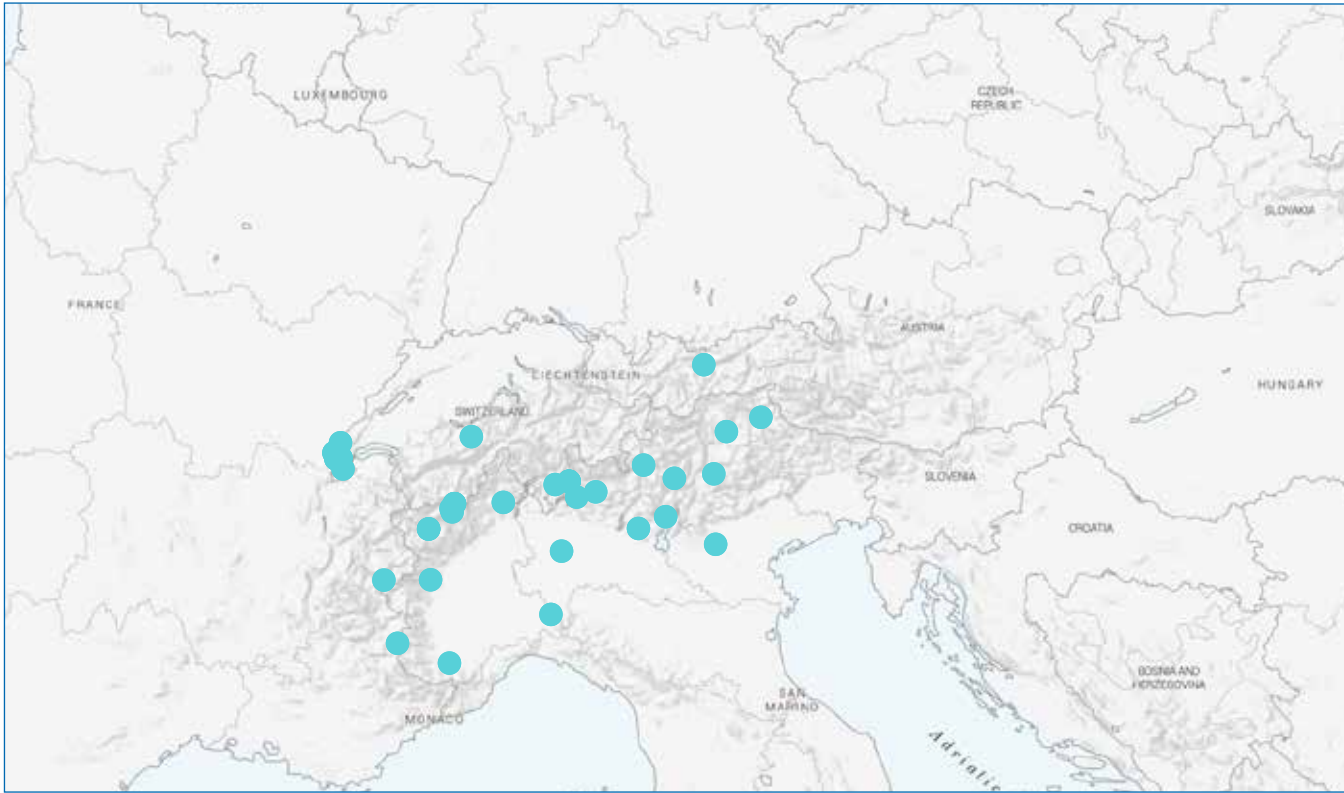 LUXEMBOURG
CZECH
REPUBLIC
SLOVAKIA
FRANCE
AUSTRIA
LIECHTENSTEIN
HUNGARY
SWITZERLAND
SLOVENIA
CROATIA
BOSNIA AND
HERZEGOVINA
SAN
MARINO
MONACO
Adriatic